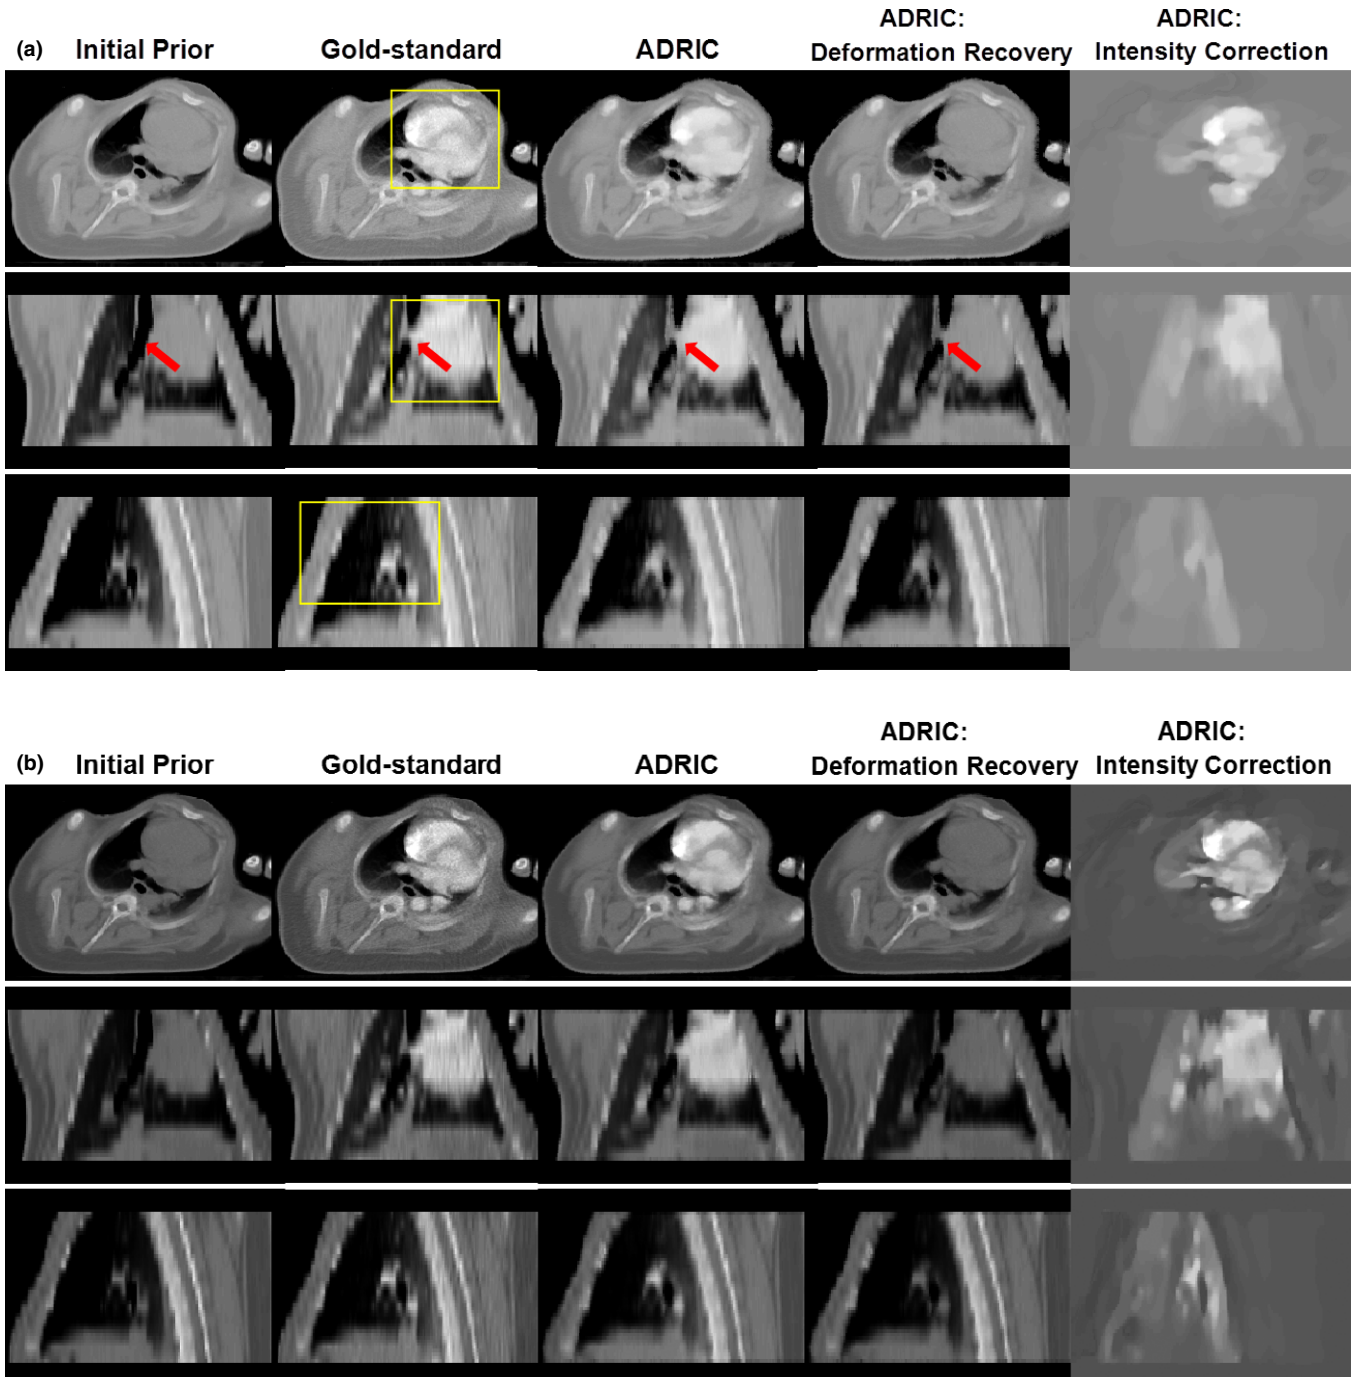 (a) Initial Prior Gold-standard ADRIC ADRIC: Deformation Recovery ADRIC: Intensity Correction
(b) Initial Prior Gold-standard ADRIC ADRIC: Deformation Recovery ADRIC: Intensity Correction